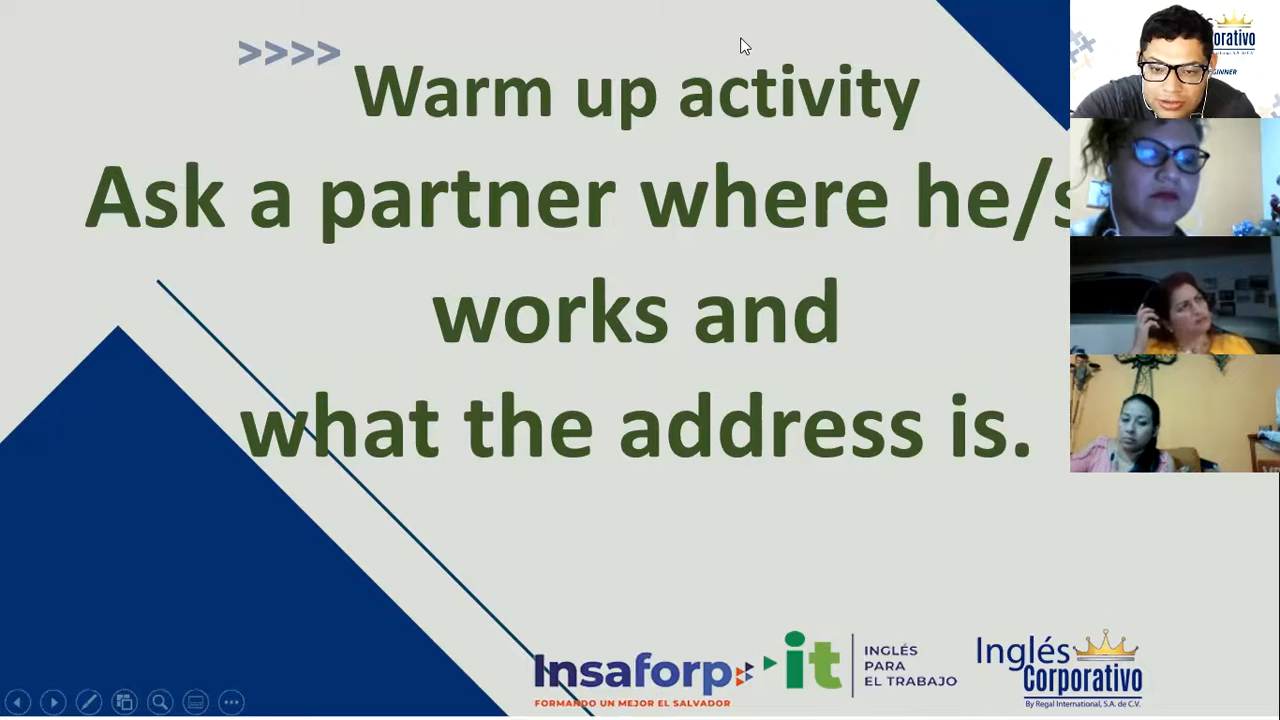 >>>>
Warm up activity
Ask a partner where he/s
works and
what the address is.
Insaforp
FORMANDO UN MEJOR EL SALVADOR
it
INGLÉS
PARA
EL TRABAJO
Inglés
Corporativo
By Regal International, S.A. de C.V.
orativo